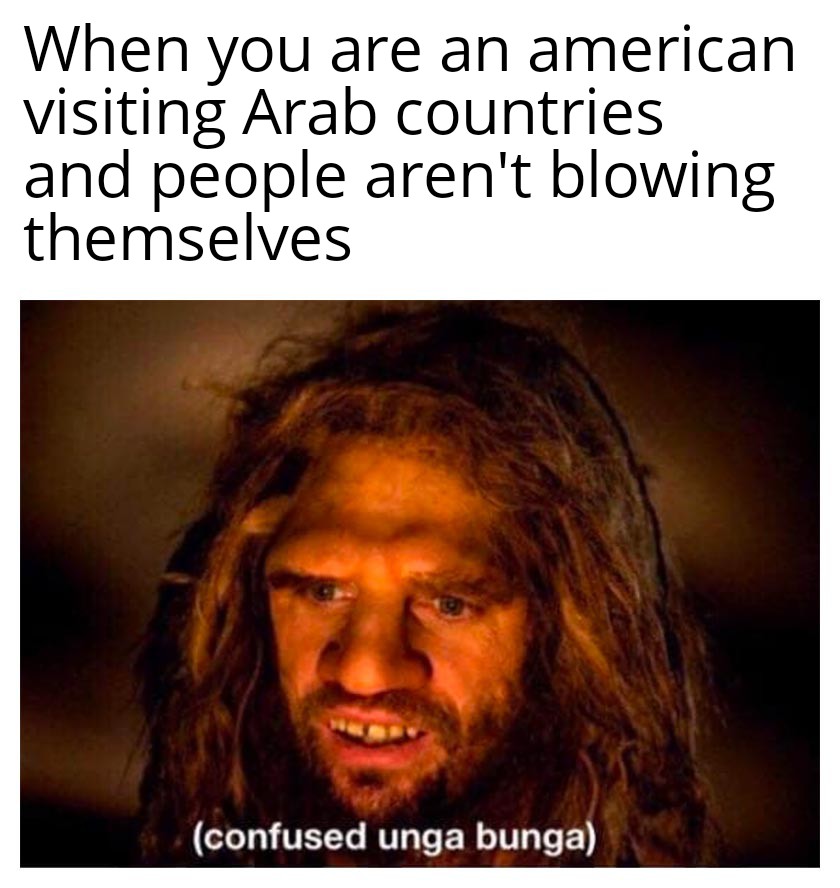 When you are an american
visiting Arab countries
and people aren't blowing
themselves
(confused unga bunga)